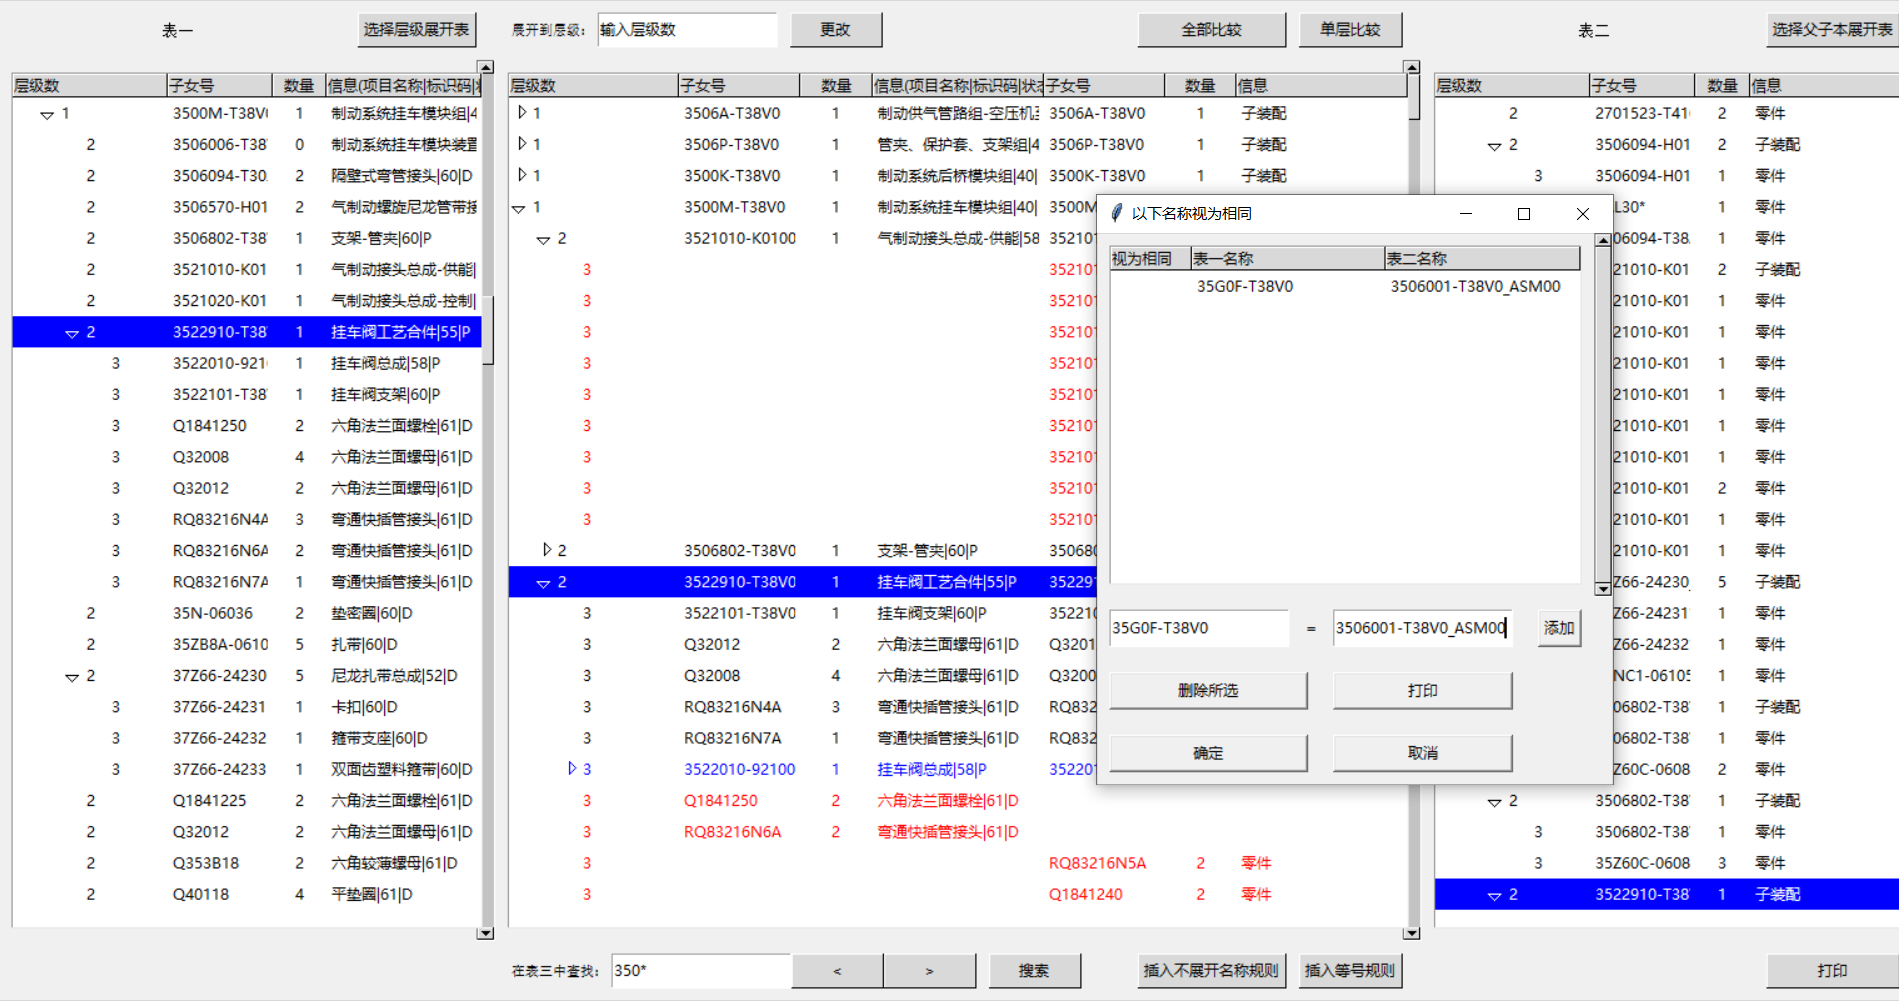 表一 选择层级展开表 展开到层级: 输入层级数 更改 全部比较 单层比较 表二 选择父子本展开表
层级数 子女号 数量 信息(项目名称|标识码|状 层级数 子女号 数量 信息(项目名称|标识码|状态 子女号 数量 信息 层级数 子女号 数量 信息
1 3500M-T38V 1 制动系统挂车模块组|4 1 3506A-T38V0 1 制动供气管路组-空压机至 3506A-T38V0 1 子装配 2 2701523-T41 2 零件
2 3506006-T38 0 制动系统挂车模块装置 1 3506P-T38V0 1 管夹、保护套、支架组|4 3506P-T38V0 1 子装配 2 3506094-H01 2 子装配
2 3506094-T30 2 隔壁式弯管接头|60|D 1 3500K-T38V0 1 制动系统后桥模块组|40| 3500K-T38V0 1 子装配 3 3506094-H01 1 零件
2 3506570-H01 2 气制动螺旋尼龙管带接 1 3500M-T38V0 1 制动系统挂车模块组|40| 3500M 以下名称视为相同 L30* 1 零件
2 3506802-T38 1 支架-管夹|60|P 2 3521010-K0100 1 气制动接头总成-供能|58 35210 06094-T38 1 零件
视为相同 表一名称 表二名称
2 3521010-K01 1 气制动接头总成-供能| 3 35210 21010-K01 2 子装配
35G0F-T38V0 3506001-T38V0_ASM00
2 3521020-K01 1 气制动接头总成-控制| 3 35210 21010-K01 1 零件
2 3522910-T38 1 挂车阀工艺合件|55|P 3 35210 21010-K01 1 零件
3 3522010-921 1 挂车阀总成|58|P 3 35210 21010-K01 1 零件
3 3522101-T38 1 挂车阀支架|60|P 3 35210 21010-K01 1 零件
3 Q1841250 2 六角法兰面螺栓|61|D 3 35210 21010-K01 1 零件
3 Q32008 4 六角法兰面螺母|61|D 3 35210 21010-K01 1 零件
3 Q32012 2 六角法兰面螺母|61|D 3 35210 21010-K01 2 零件
3 RQ83216N4A 3 弯通快插管接头|61|D 3 35210 21010-K01 1 零件
3 RQ83216N6A 2 弯通快插管接头|61|D 2 3506802-T38V0 1 支架-管夹|60|P 35068 21010-K01 1 零件
3 RQ83216N7A 1 弯通快插管接头|61|D 2 3522910-T38V0 1 挂车阀工艺合件|55|P 35229 Z66-24230 5 子装配
2 35N-06036 2 垫密圈|60|D 3 3522101-T38V0 1 挂车阀支架|60|P 35221 Z66-24231 1 零件
35G0F-T38V0 = 3506001-T38V0_ASM00 添加
2 35ZB8A-0610 5 扎带|60|D 3 Q32012 2 六角法兰面螺母|61|D Q3201 Z66-24232 1 零件
2 37Z66-24230 5 尼龙扎带总成|52|D 3 Q32008 4 六角法兰面螺母|61|D Q3200 NC1-06105 1 零件
删除所选 打印
3 37Z66-24231 1 卡扣|60|D 3 RQ83216N4A 3 弯通快插管接头|61|D RQ832 06802-T38 1 子装配
3 37Z66-24232 1 箍带支座|60|D 3 RQ83216N7A 1 弯通快插管接头|61|D RQ832 06802-T38 1 零件
确定 取消
3 37Z66-24233 1 双面齿塑料箍带|60|D 3 3522010-92100 1 挂车阀总成|58|P 35220 Z60C-0608 2 零件
2 Q1841225 2 六角法兰面螺栓|61|D 3 Q1841250 2 六角法兰面螺栓|61|D 2 3506802-T38 1 子装配
2 Q32012 2 六角法兰面螺母|61|D 3 RQ83216N6A 2 弯通快插管接头|61|D 3 3506802-T38 1 零件
2 Q353B18 2 六角较薄螺母|61|D 3 RQ83216N5A 2 零件 3 35Z60C-0608 3 零件
2 Q40118 4 平垫圈|61|D 3 Q1841240 2 零件 2 3522910-T38 1 子装配
在表三中查找: 350* < > 搜索 插入不展开名称规则 插入等号规则 打印